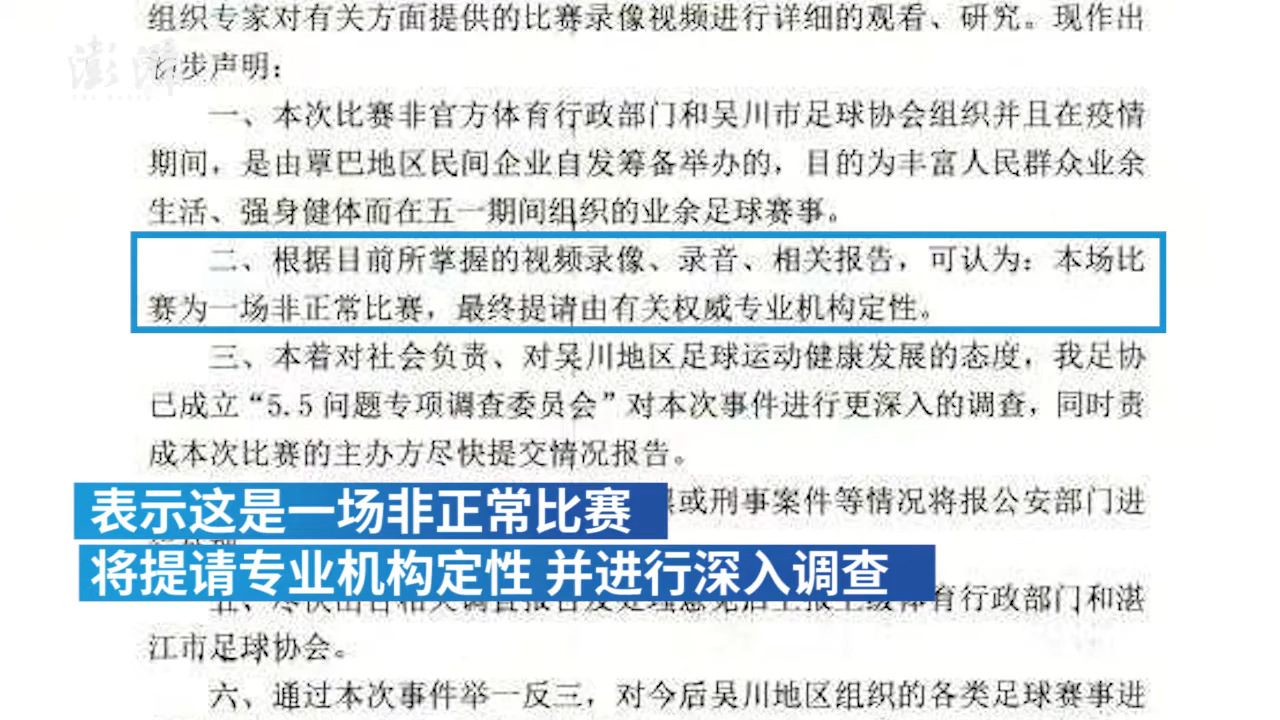 组织专家对有关方面提供的比赛录像视频进行详细的观看、研究。现作出
澎湃
步声明：
一、本次比赛非官方体育行政部门和吴川市足球协会组织并且在疫情
期间，是由覃巴地区民间企业自发筹备举办的，目的为丰富人民群众业余
生活、强身健体而在五一期间组织的业余足球赛事。
二、根据目前所掌握的视频录像、录音、相关报告，可认为：本场比
赛为一场非正常比赛，最终提请由有关权威专业机构定性。
三、本着对社会负责、对吴川地区足球运动健康发展的态度，我足协
已成立“5.5问题专项调查委员会”对本次事件进行更深入的调查，同时责
成本次比赛的主办方尽快提交情况报告。
或刑事案件等情况将报公安部门进
表示这是一场非正常比赛
将提请专业机构定性 并进行深入调查
育行政部门和湛
江市足球协会。
六、通过本次事件举一反三，对今后吴川地区组织的各类足球赛事进